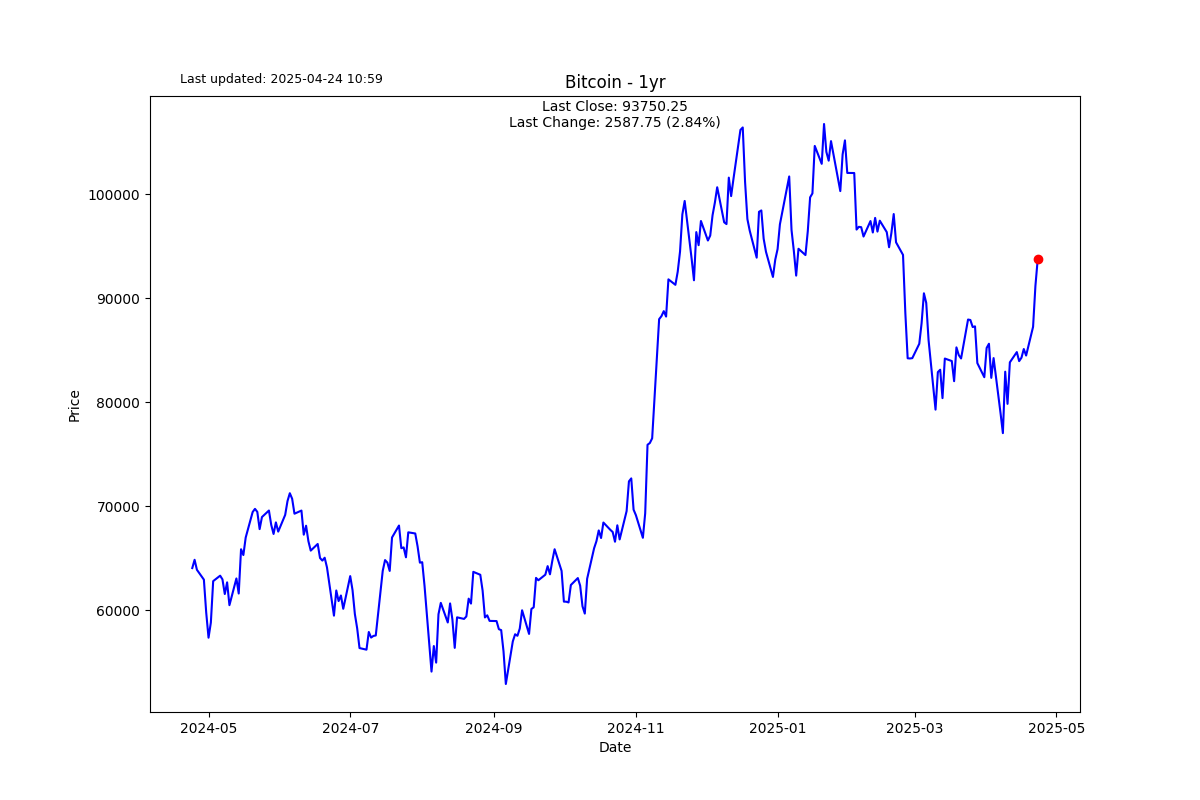 Last updated: 2025-04-24 10:59
Bitcoin - 1yr
Last Close: 93750.25
Last Change: 2587.75 (2.84%)
100000
90000
80000
70000
60000
Price
2024-05
2024-07
2024-09
2024-11
2025-01
2025-03
2025-05
Date